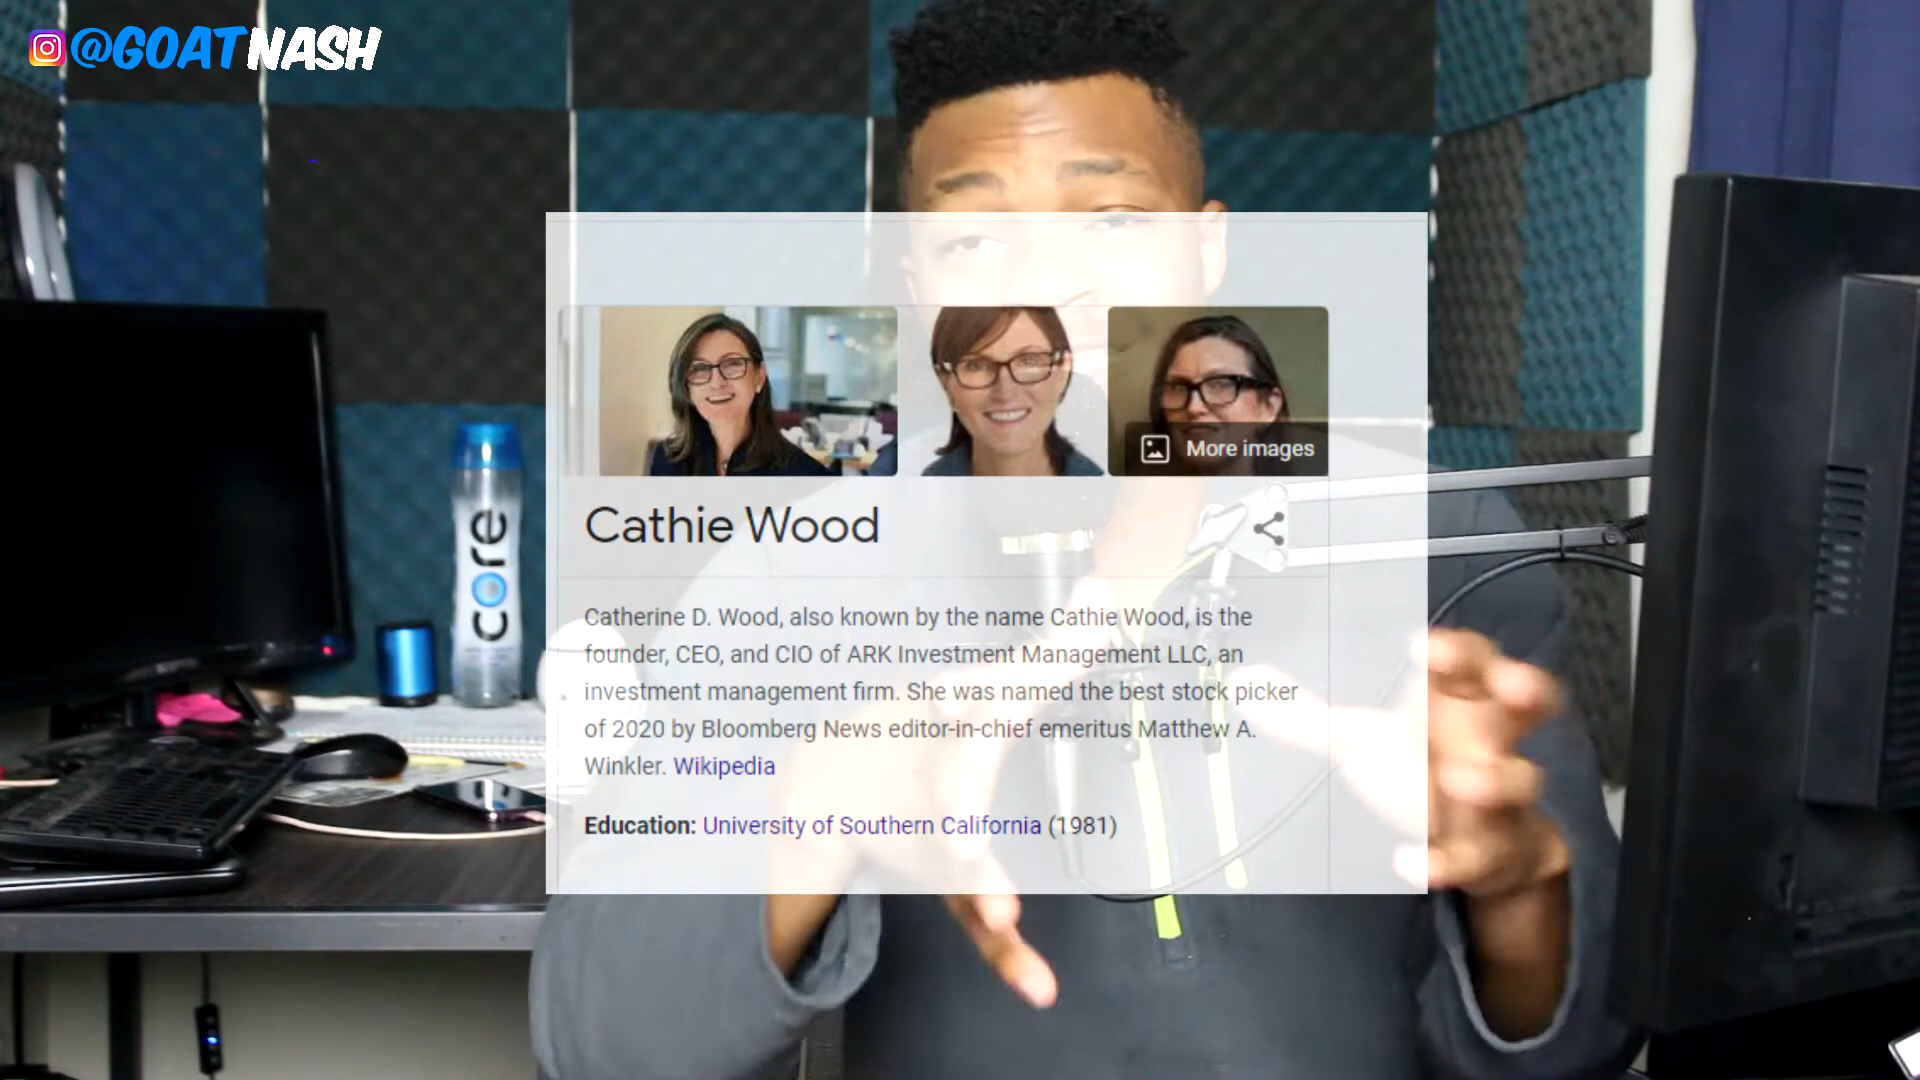 @GOATNASH
More images
Cathie Wood
core
Catherine D. Wood, also known by the name Cathie Wood, is the
founder, CEO, and CIO of ARK Investment Management LLC, an
investment management firm. She was named the best stock picker
of 2020 by Bloomberg News editor-in-chief emeritus Matthew A.
Winkler. Wikipedia
Education: University of Southern California (1981)